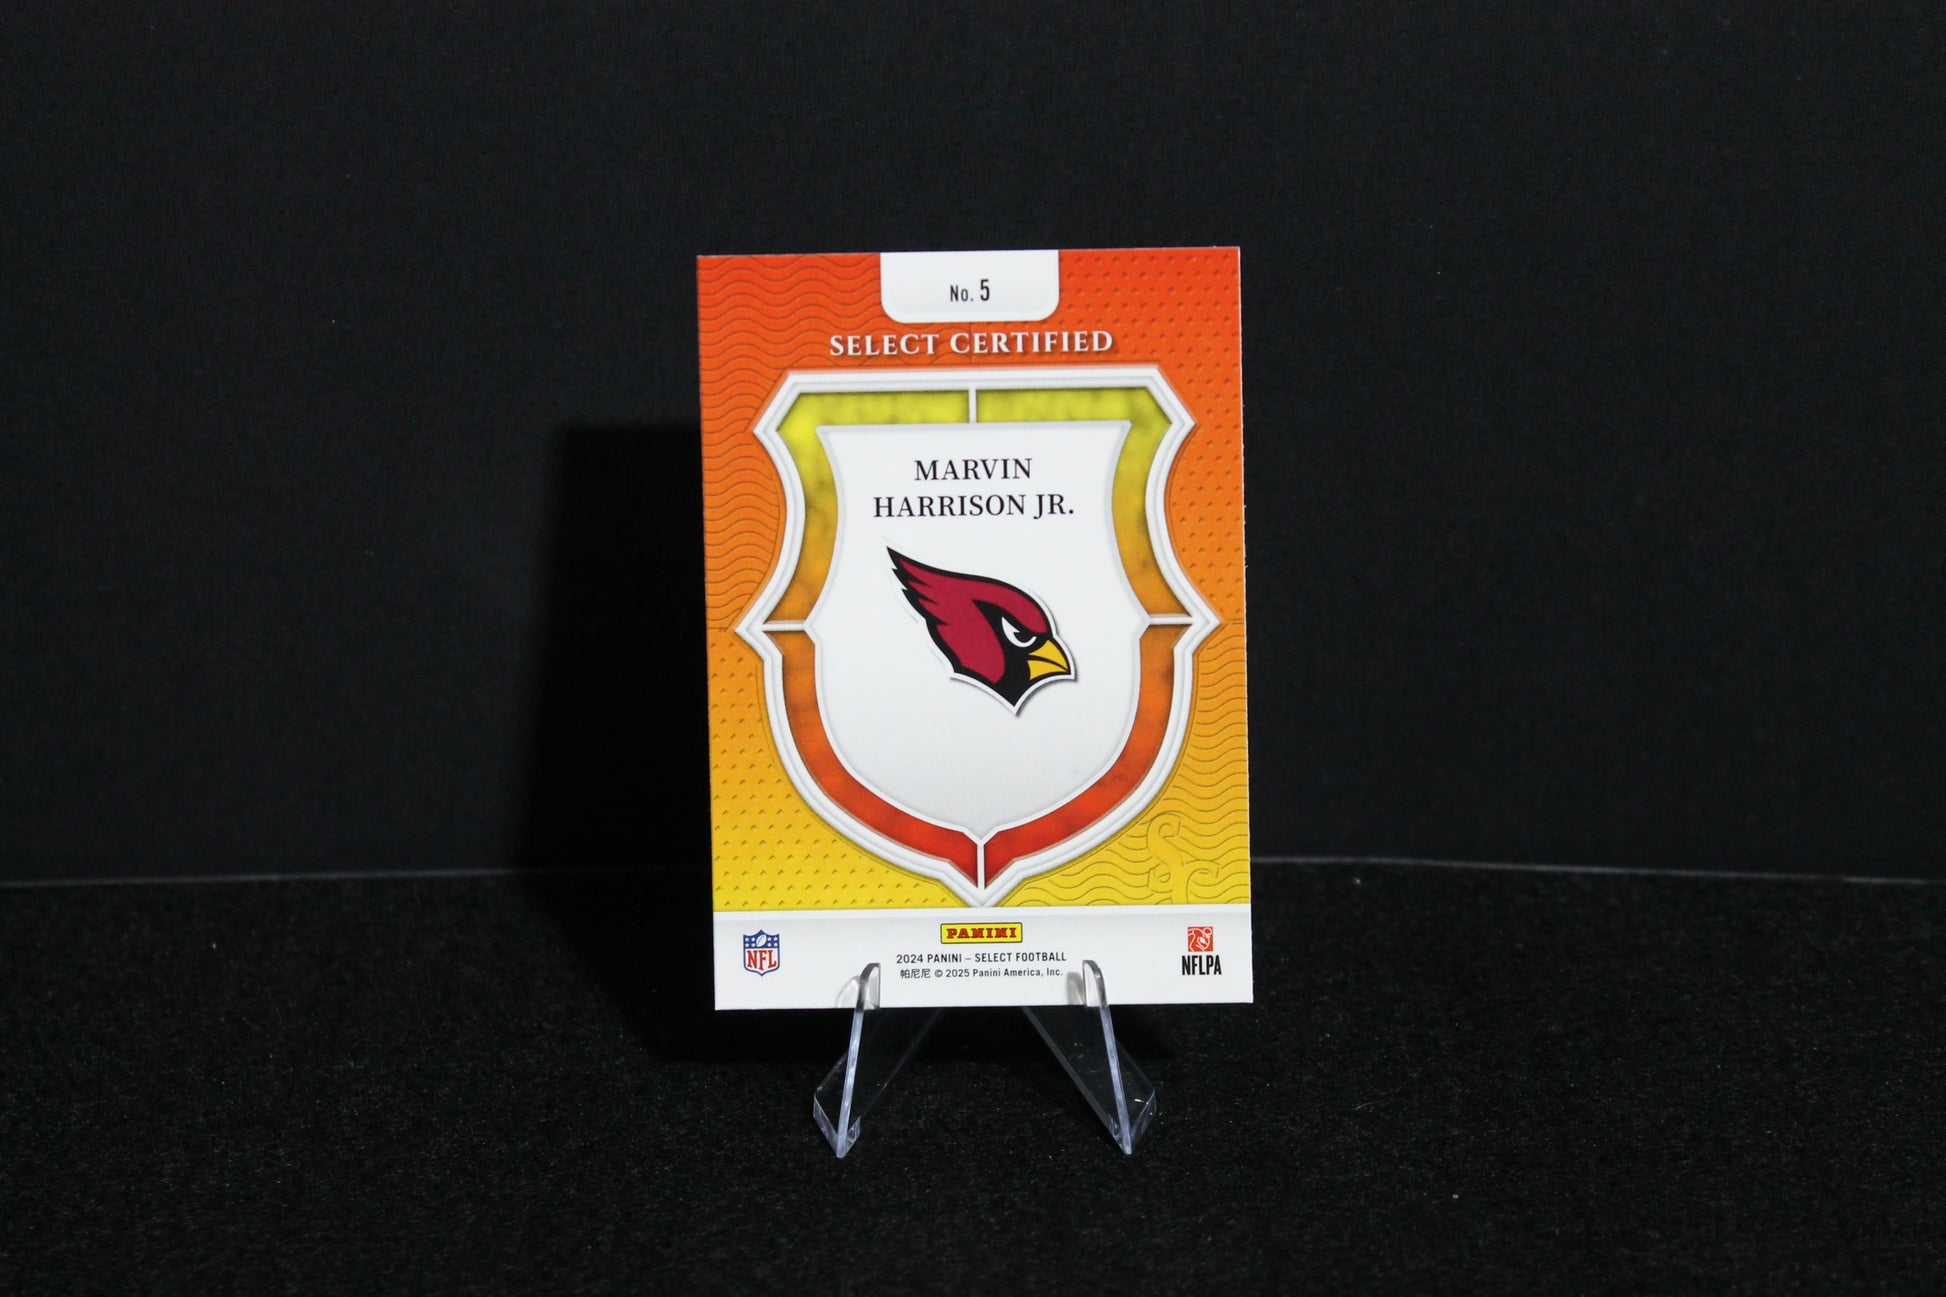 No. 5
SELECT CERTIFIED
MARVIN
HARRISON JR.
PANINI
NFL
2024 PANINI – SELECT FOOTBALL
帕尼尼 © 2025 Panini America, Inc.
NFLPA
SC